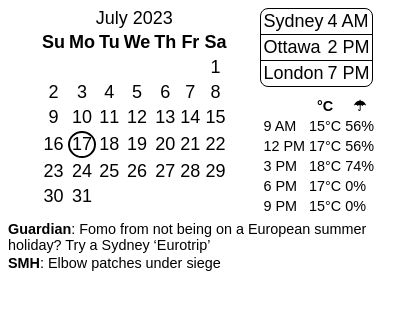 July 2023
Su Mo Tu We Th Fr Sa
1
2 3 4 5 6 7 8
9 10 11 12 13 14 15
16 17 18 19 20 21 22
23 24 25 26 27 28 29
30 31
Sydney 4 AM
Ottawa 2 PM
London 7 PM
°C ☂
9 AM 15°C 56%
12 PM 17°C 56%
3 PM 18°C 74%
6 PM 17°C 0%
9 PM 15°C 0%
Guardian: Fomo from not being on a European summer
holiday? Try a Sydney ‘Eurotrip’
SMH: Elbow patches under siege